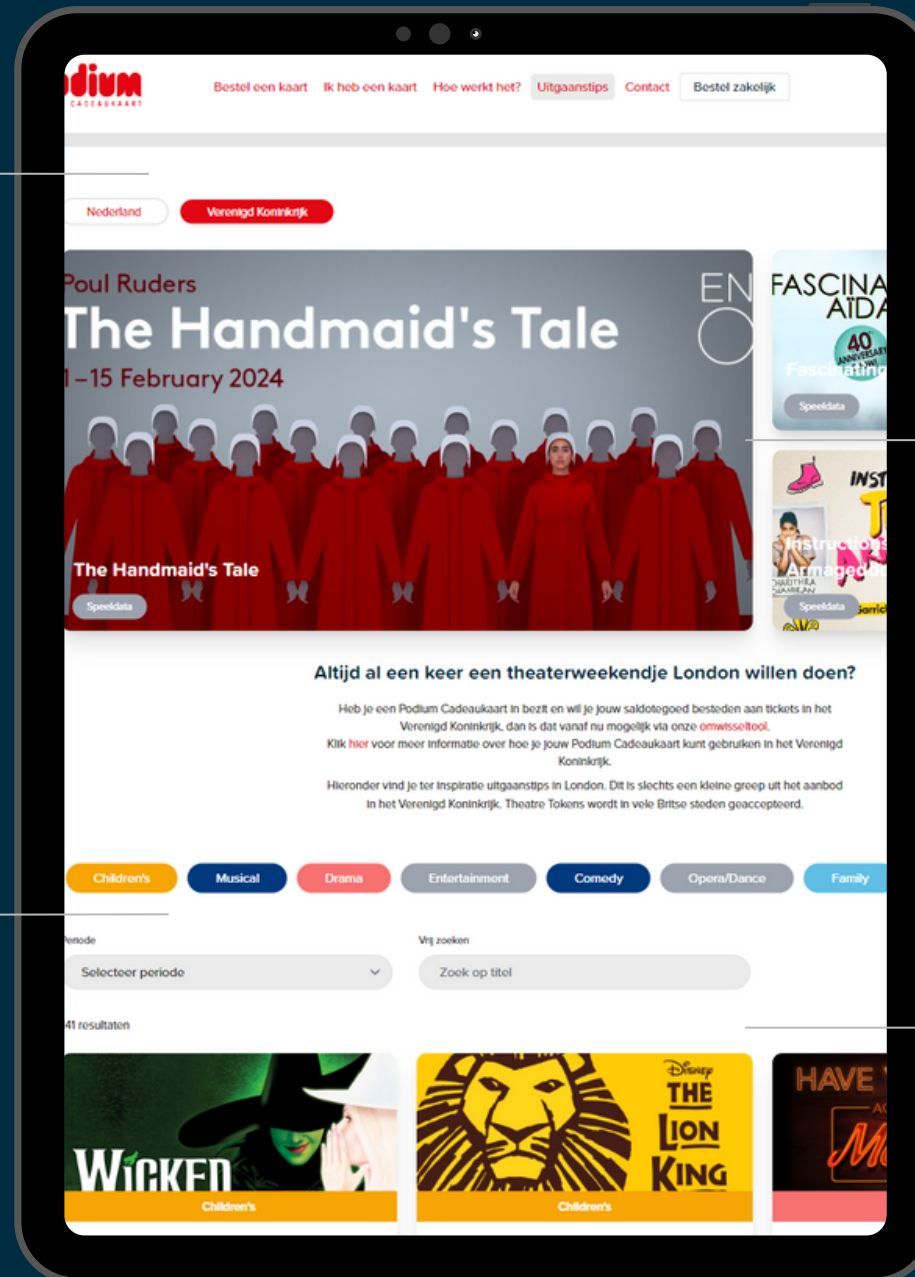 CADEAUKAART
Bestel een kaart Ik heb een kaart Hoe werkt het? Uitgaanstips Contact Bestel zakelijk
Nederland Verenigd Koninkrijk
Poul Ruders
The Handmaid's Tale
1–15 February 2024
EN
O
The Handmaid's Tale
Speeldata
FASCINA
AÏDA
40
ANNIVERSARY
Fascinating
Speeldata
INST
Instructions
Armageddo
Speeldata
Garrick
Altijd al een keer een theaterweekendje London willen doen?
Heb je een Podium Cadeaukaart in bezit en wil je jouw saldotegoed besteden aan tickets in het
Verenigd Koninkrijk, dan is dat vanaf nu mogelijk via onze omwisseltool.
Klik hier voor meer informatie over hoe je jouw Podium Cadeaukaart kunt gebruiken in het Verenigd
Koninkrijk.
Hieronder vind je ter inspiratie uitgaanstips in London. Dit is slechts een kleine greep uit het aanbod
in het Verenigd Koninkrijk. Theatre Tokens wordt in vele Britse steden geaccepteerd.
Children's Musical Drama Entertainment Comedy Opera/Dance Family
Periode Vrij zoeken
Selecteer periode Zoek op titel
41 resultaten
WICKED
Children's
Disney
THE
LION
KING
Children's
HAVE